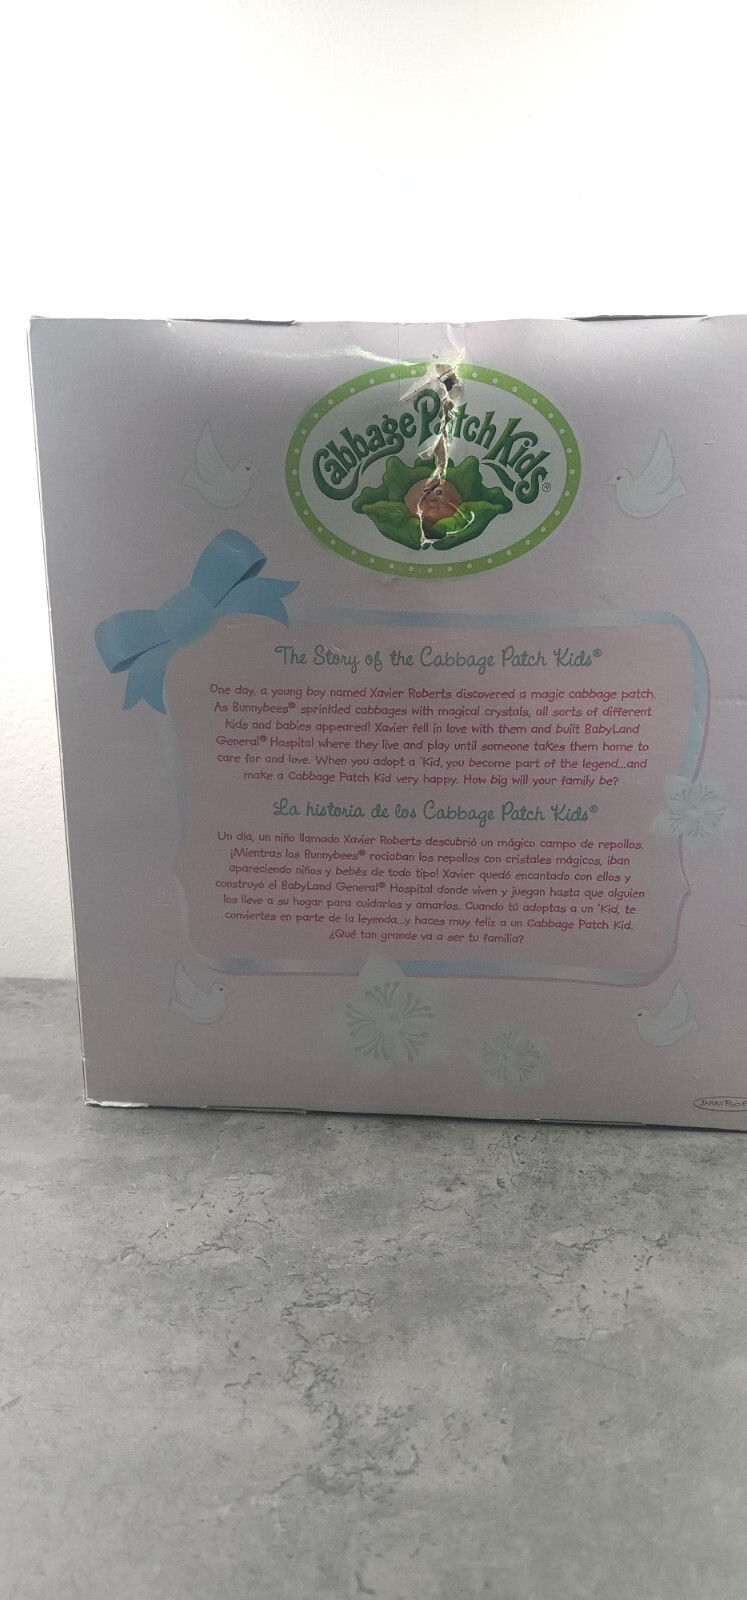 Cabbage Patch Kids®
The Story of the Cabbage Patch Kids®
One day, a young boy named Xavier Roberts discovered a magic cabbage patch.
As Bunnybees® sprinkled cabbages with magical crystals, all sorts of different
kids and babies appeared! Xavier fell in love with them and built BabyLand
General® Hospital where they live and play until someone takes them home to
care for and love. When you adopt a 'Kid, you become part of the legend...and
make a Cabbage Patch Kid very happy. How big will your family be?
La historia de los Cabbage Patch Kids®
Un día, un niño llamado Xavier Roberts descubrió un mágico campo de repollos.
¡Mientras los Bunnybees® rociaban los repollos con cristales mágicos, iban
apareciendo niños y bebés de todo tipo! Xavier quedó encantado con ellos y
construyó el BabyLand General® Hospital donde viven y juegan hasta que alguien
los lleve a su hogar para cuidarlos y amarlos. Cuando tú adoptas a un 'Kid, te
conviertes en parte de la leyenda...y haces muy feliz a un Cabbage Patch Kid.
¿Qué tan grande va a ser tu familia?